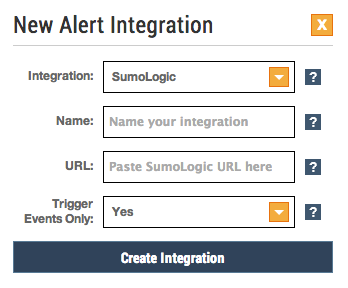 New Alert Integration X
Integration: SumoLogic ?
Name: Name your integration ?
URL: Paste SumoLogic URL here ?
Trigger
Events Only: Yes ?
Create Integration